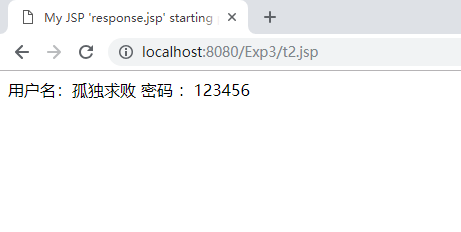 My JSP 'response.jsp' starting
localhost:8080/Exp3/t2.jsp
用户名：孤独求败 密码 ：123456